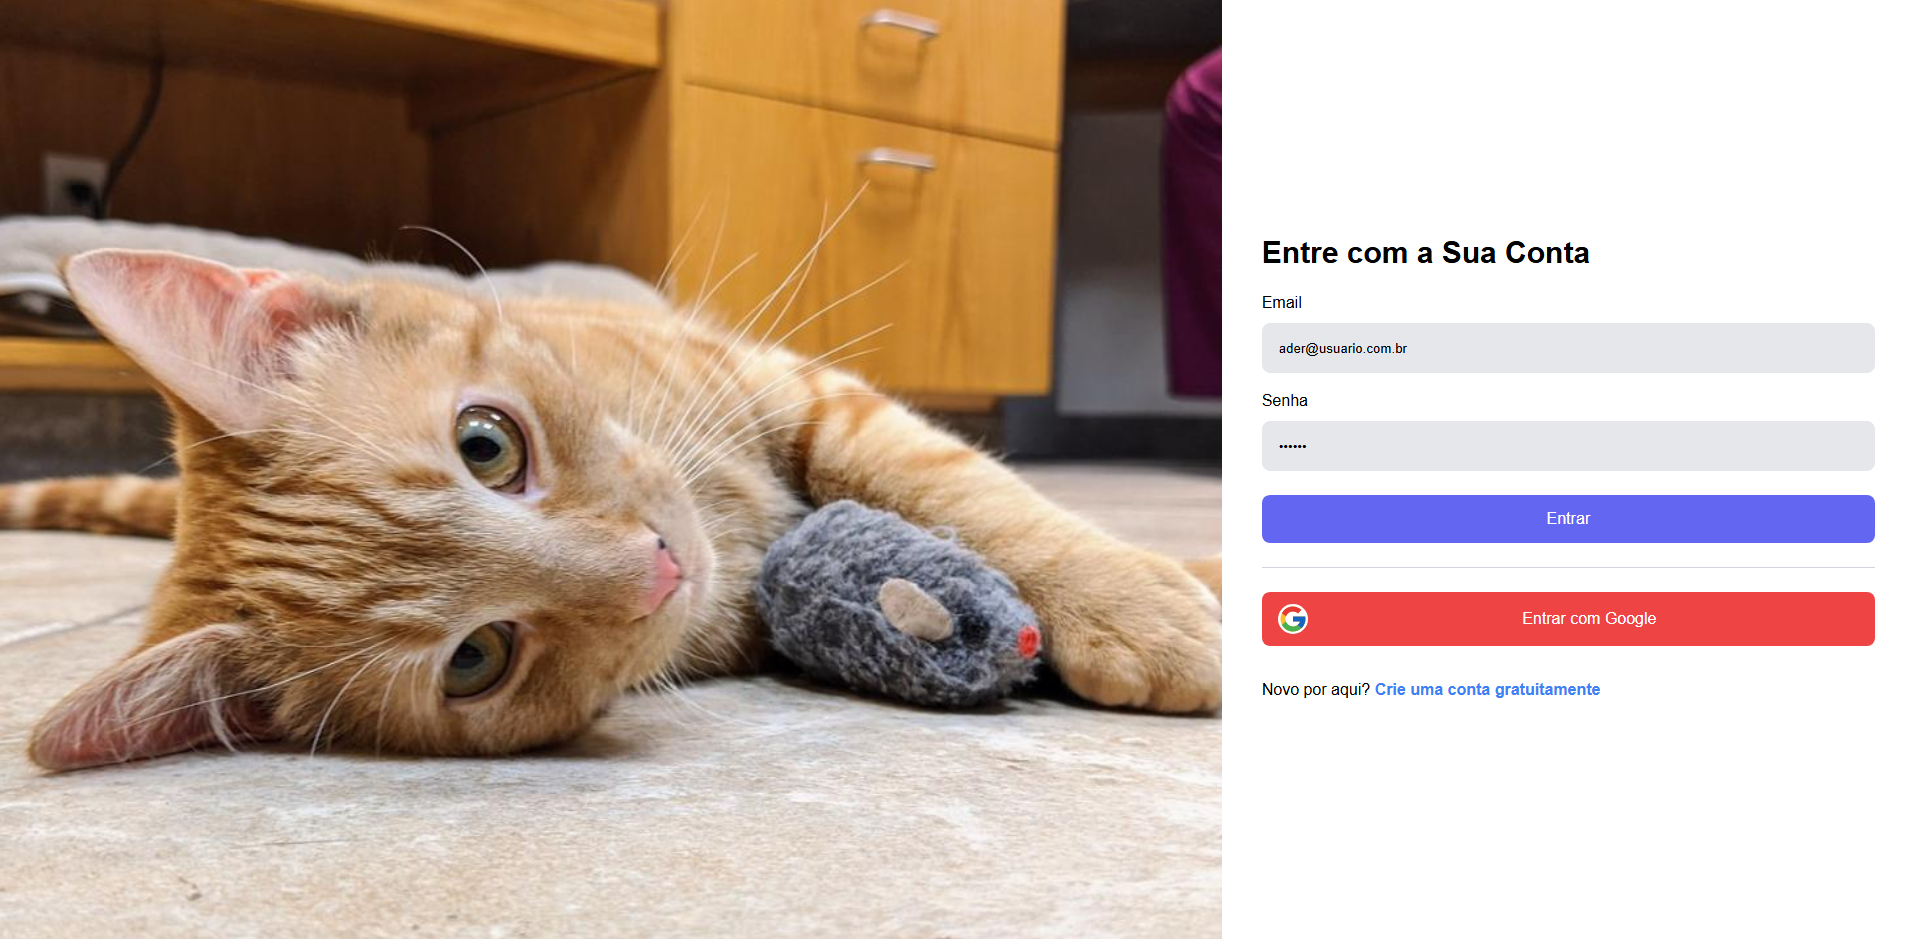 Entre com a Sua Conta
Email
ader@usuario.com.br
Senha
••••••
Entrar
Entrar com Google
Novo por aqui? Crie uma conta gratuitamente